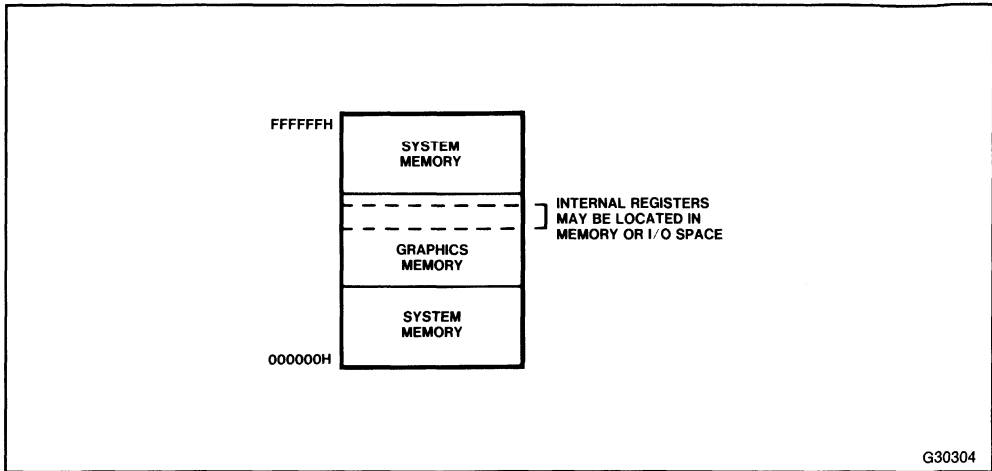 FFFFFFH
SYSTEM
MEMORY
INTERNAL REGISTERS
MAY BE LOCATED IN
MEMORY OR I/O SPACE
GRAPHICS
MEMORY
SYSTEM
MEMORY
000000H
G30304